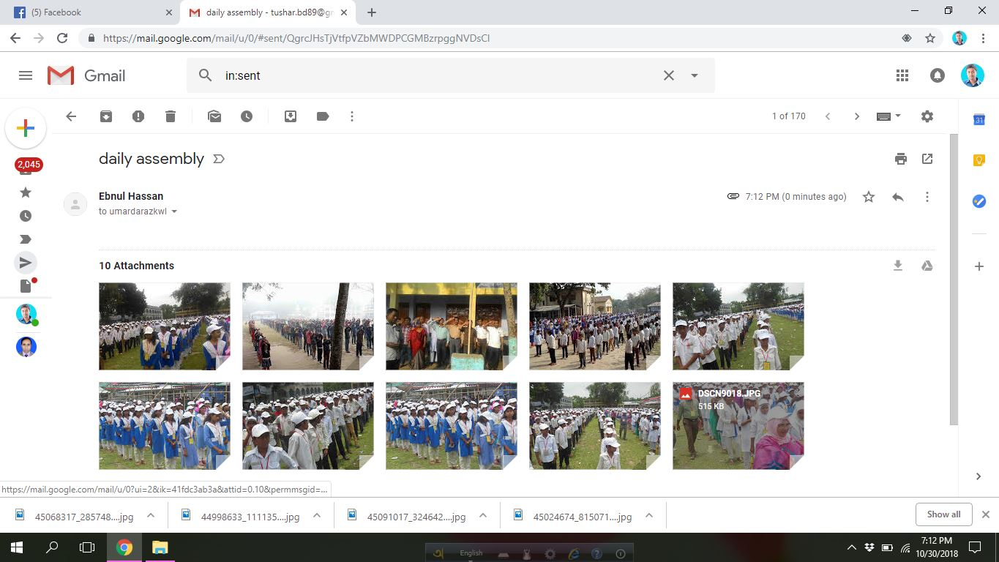 (5) Facebook
daily assembly - tushar.bd89@gm
https://mail.google.com/mail/u/0/#sent/QgrcJHsTjVtfpVZbMWDPCGMBzrpggNVDsCl
Gmail
in:sent
1 of 170
31
2,045
daily assembly
Ebnul Hassan
7:12 PM (0 minutes ago)
to umardarazkwl
10 Attachments
DSCN9018.JPG
515 KB
https://mail.google.com/mail/u/0?ui=2&ik=41fdc3ab3a&attid=0.10&permmsgid=...
45068317_285748....jpg
44998633_111135....jpg
45091017_324642....jpg
45024674_815071....jpg
Show all
English
7:12 PM
10/30/2018